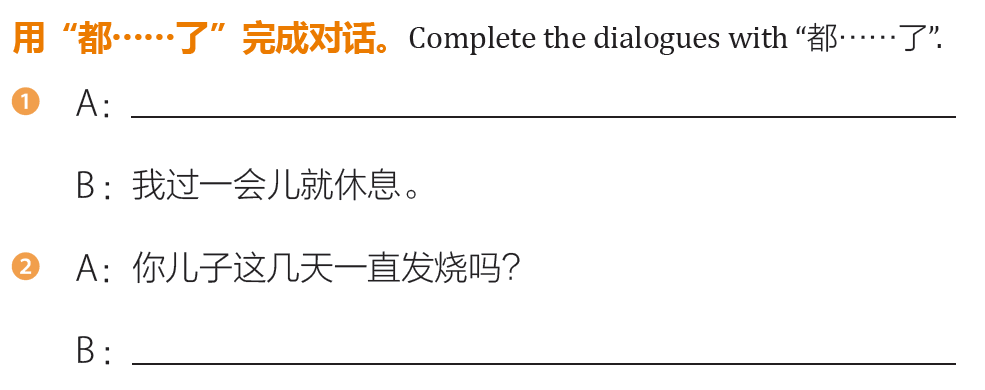 用“都……了”完成对话。Complete the dialogues with “都……了”.
1 A: 
B: 我过一会儿就休息。
2 A: 你儿子这几天一直发烧吗?
B: